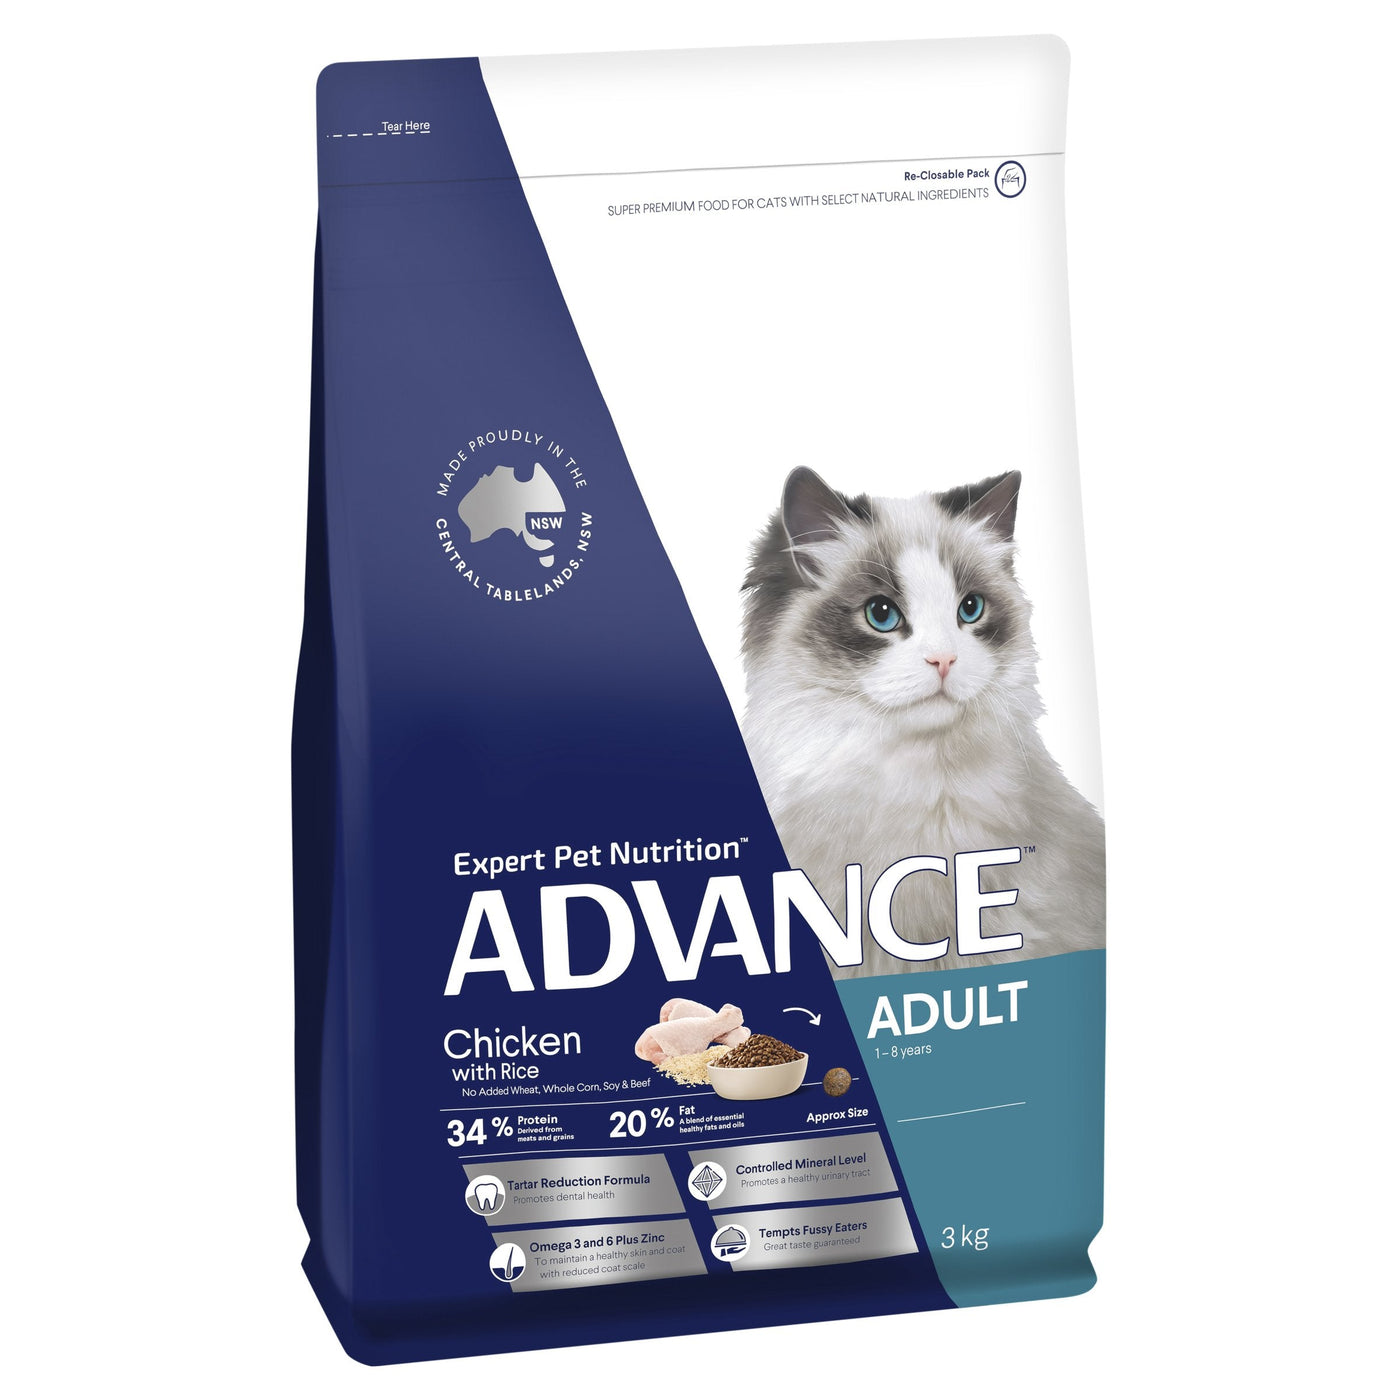 Tear Here
Re-Closable Pack
SUPER PREMIUM FOOD FOR CATS WITH SELECT NATURAL INGREDIENTS
MADE PROUDLY IN THE
CENTRAL TABLELANDS, NSW
NSW
Expert Pet Nutrition™
ADVANCE™
ADULT
1-8 years
Chicken
with Rice
No Added Wheat, Whole Corn, Soy & Beef
34% Protein
Derived from
meats and grains
20% Fat
A blend of essential
healthy fats and oils
Approx Size
Tartar Reduction Formula
Promotes dental health
Controlled Mineral Level
Promotes a healthy urinary tract
Omega 3 and 6 Plus Zinc
To maintain a healthy skin and coat
with reduced coat scale
Tempts Fussy Eaters
Great taste guaranteed
3 kg